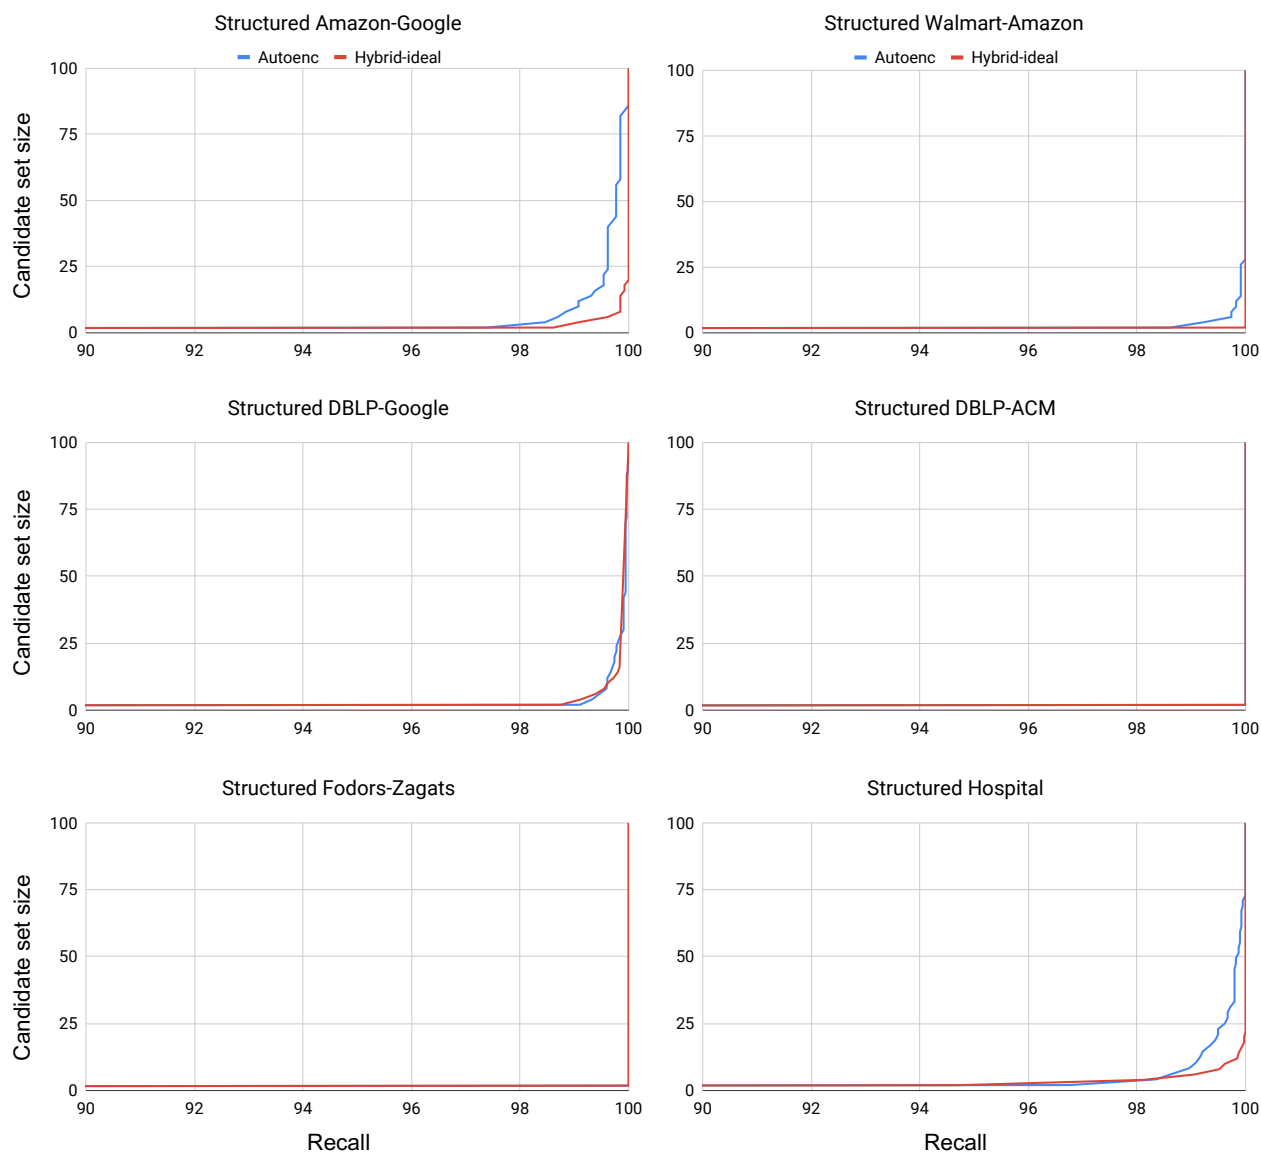 Structured Amazon-Google
Autoenc Hybrid-ideal
Candidate set size
100
75
50
25
0
90 92 94 96 98 100
Structured Walmart-Amazon
Autoenc Hybrid-ideal
100
75
50
25
0
90 92 94 96 98 100
Structured DBLP-Google
Candidate set size
100
75
50
25
0
90 92 94 96 98 100
Structured DBLP-ACM
100
75
50
25
0
90 92 94 96 98 100
Structured Fodors-Zagats
Candidate set size
100
75
50
25
0
90 92 94 96 98 100
Recall
Structured Hospital
100
75
50
25
0
90 92 94 96 98 100
Recall